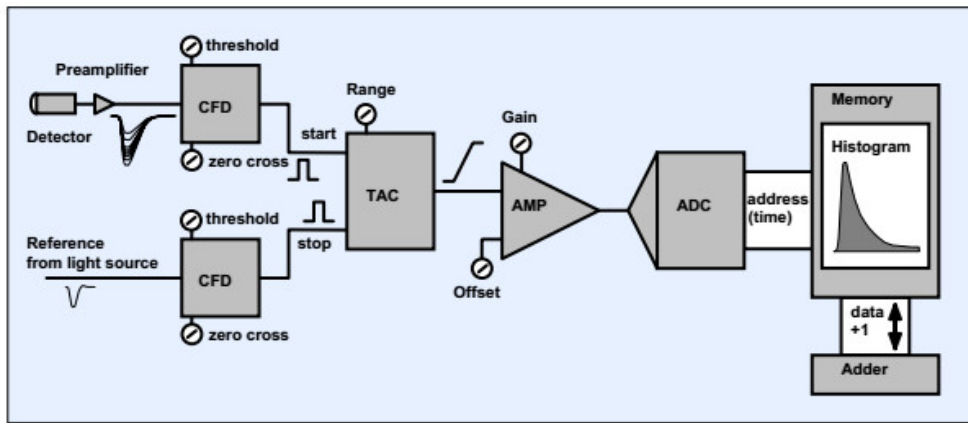 threshold
Preamplifier
CFD
Detector
zero cross
start
Range
TAC
threshold
Reference
from light source
CFD
stop
zero cross
Gain
AMP
Offset
ADC
address
(time)
Memory
Histogram
data
+1
Adder